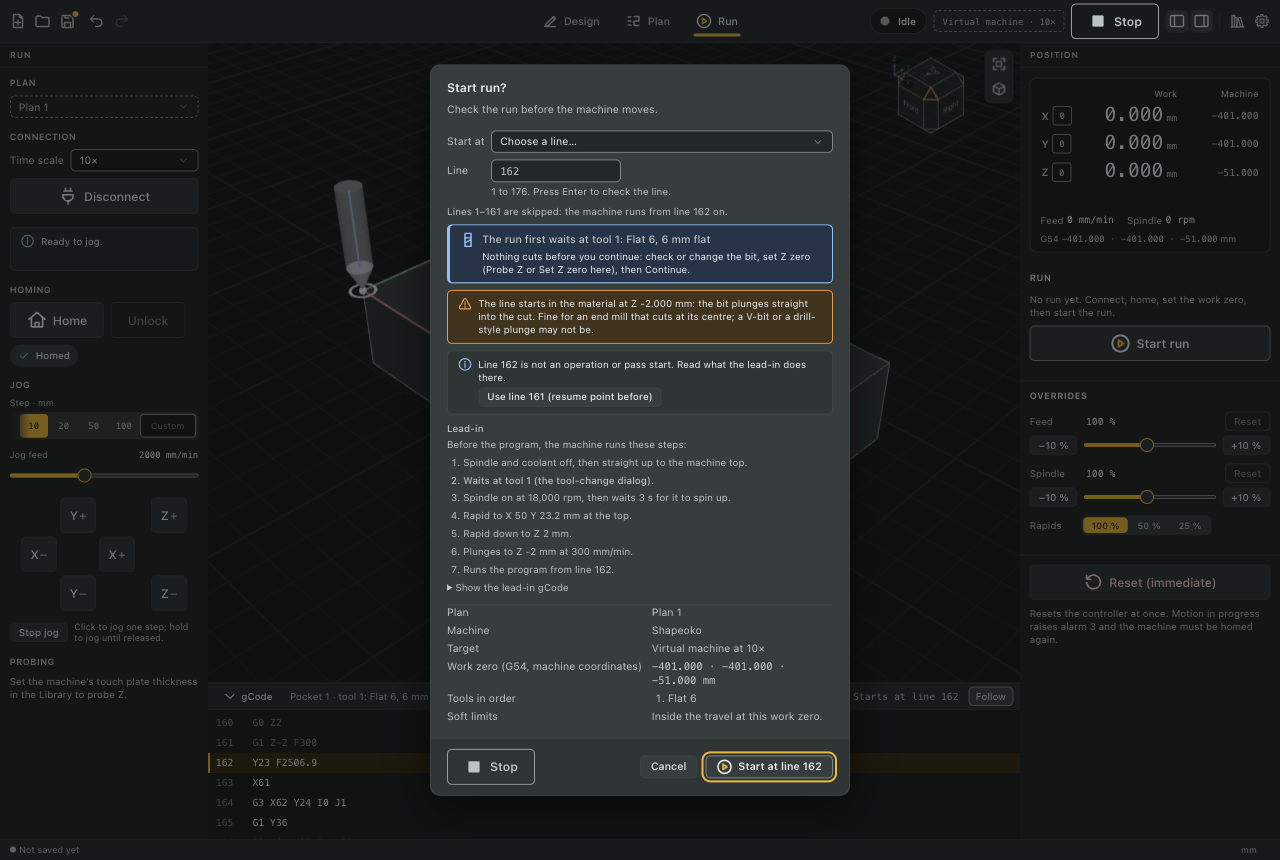 Design
Plan
Run
Idle
Virtual machine · 10×
Stop
RUN
PLAN
Plan 1
CONNECTION
Time scale
10×
Disconnect
Ready to jog.
HOMING
Home
Unlock
Homed
JOG
Step · mm
10
20
50
100
Custom
Jog feed
2000 mm/min
Y+
Z+
X−
X+
Y−
Z−
Stop jog
Click to jog one step; hold
to jog until released.
PROBING
Set the machine's touch plate thickness
in the Library to probe Z.
Not saved yet
Start run?
Check the run before the machine moves.
Start at
Choose a line...
Line
162
1 to 176. Press Enter to check the line.
Lines 1–161 are skipped: the machine runs from line 162 on.
The run first waits at tool 1: Flat 6, 6 mm flat
Nothing cuts before you continue: check or change the bit, set Z zero
(Probe Z or Set Z zero here), then Continue.
The line starts in the material at Z -2.000 mm: the bit plunges straight
into the cut. Fine for an end mill that cuts at its centre; a V-bit or a drill-
style plunge may not be.
Line 162 is not an operation or pass start. Read what the lead-in does
there.
Use line 161 (resume point before)
Lead-in
Before the program, the machine runs these steps:
1. Spindle and coolant off, then straight up to the machine top.
2. Waits at tool 1 (the tool-change dialog).
3. Spindle on at 18,000 rpm, then waits 3 s for it to spin up.
4. Rapid to X 50 Y 23.2 mm at the top.
5. Rapid down to Z 2 mm.
6. Plunges to Z -2 mm at 300 mm/min.
7. Runs the program from line 162.
Show the lead-in gCode
Plan
Plan 1
Machine
Shapeoko
Target
Virtual machine at 10×
Work zero (G54, machine coordinates)
−401.000 · −401.000 ·
−51.000 mm
Tools in order
1. Flat 6
Soft limits
Inside the travel at this work zero.
Stop
Cancel
Start at line 162
gCode
Pocket 1 · tool 1: Flat 6, 6 mm
Starts at line 162
Follow
160 G0 Z2
161 G1 Z−2 F300
162 Y23 F2506.9
163 X61
164 G3 X62 Y24 I0 J1
165 G1 Y36
Front
Right
POSITION
Work
Machine
X 0 0.000 mm −401.000
Y 0 0.000 mm −401.000
Z 0 0.000 mm −51.000
Feed 0 mm/min Spindle 0 rpm
G54 −401.000 · −401.000 · −51.000 mm
RUN
No run yet. Connect, home, set the work zero,
then start the run.
Start run
OVERRIDES
Feed
100 %
Reset
−10 %
+10 %
Spindle
100 %
Reset
−10 %
+10 %
Rapids
100 %
50 %
25 %
Reset (immediate)
Resets the controller at once. Motion in progress
raises alarm 3 and the machine must be homed
again.
mm